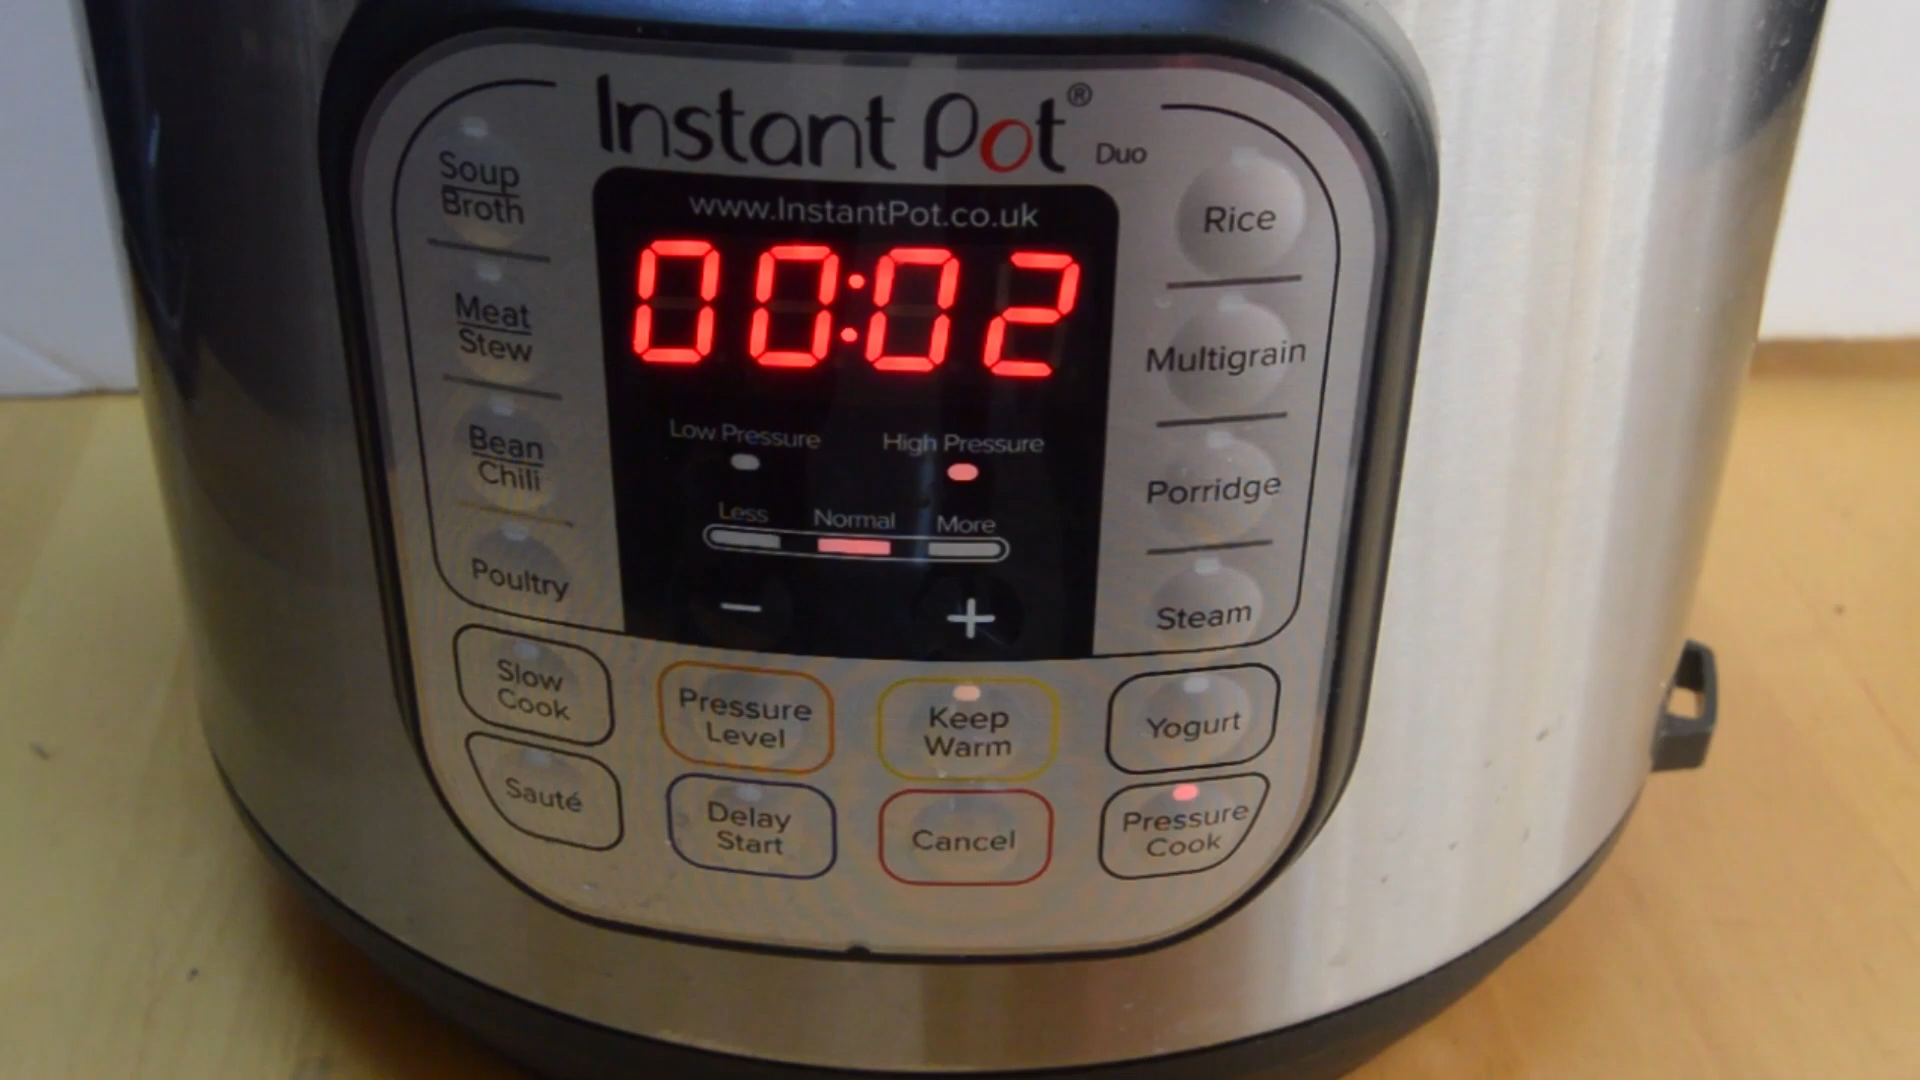 Instant Pot® Duo
www.InstantPot.co.uk
00:02
Low Pressure
High Pressure
Less
Normal
More
−
+
Soup
Broth
Meat
Stew
Bean
Chili
Poultry
Rice
Multigrain
Porridge
Steam
Slow
Cook
Pressure
Level
Keep
Warm
Yogurt
Sauté
Delay
Start
Cancel
Pressure
Cook